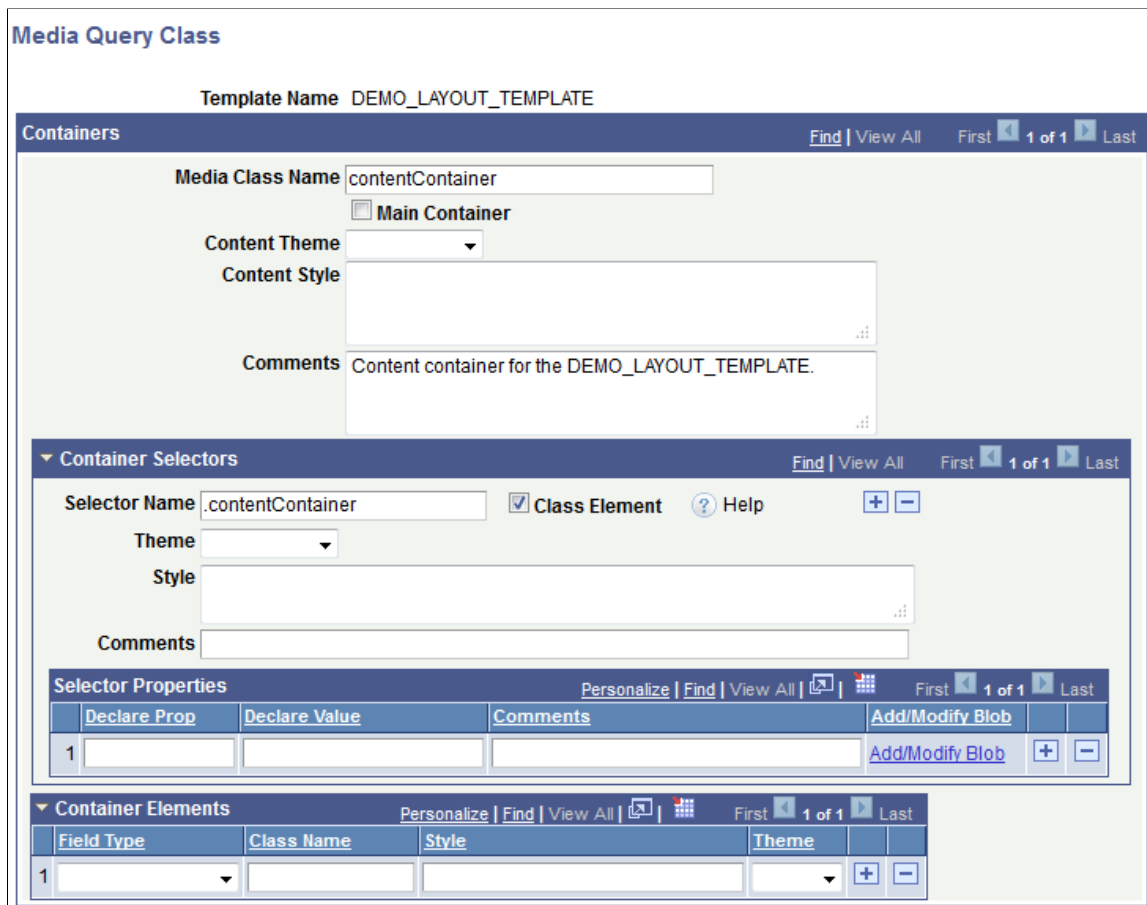 Media Query Class
Template Name DEMO_LAYOUT_TEMPLATE
Containers Find | View All First 1 of 1 Last
Media Class Name contentContainer
Main Container
Content Theme
Content Style
Comments Content container for the DEMO_LAYOUT_TEMPLATE.
Container Selectors Find | View All First 1 of 1 Last
Selector Name .contentContainer Class Element ? Help
Theme
Style
Comments
Selector Properties Personalize | Find | View All | | First 1 of 1 Last
Declare Prop Declare Value Comments Add/Modify Blob
1 Add/Modify Blob
Container Elements Personalize | Find | View All | | First 1 of 1 Last
Field Type Class Name Style Theme
1